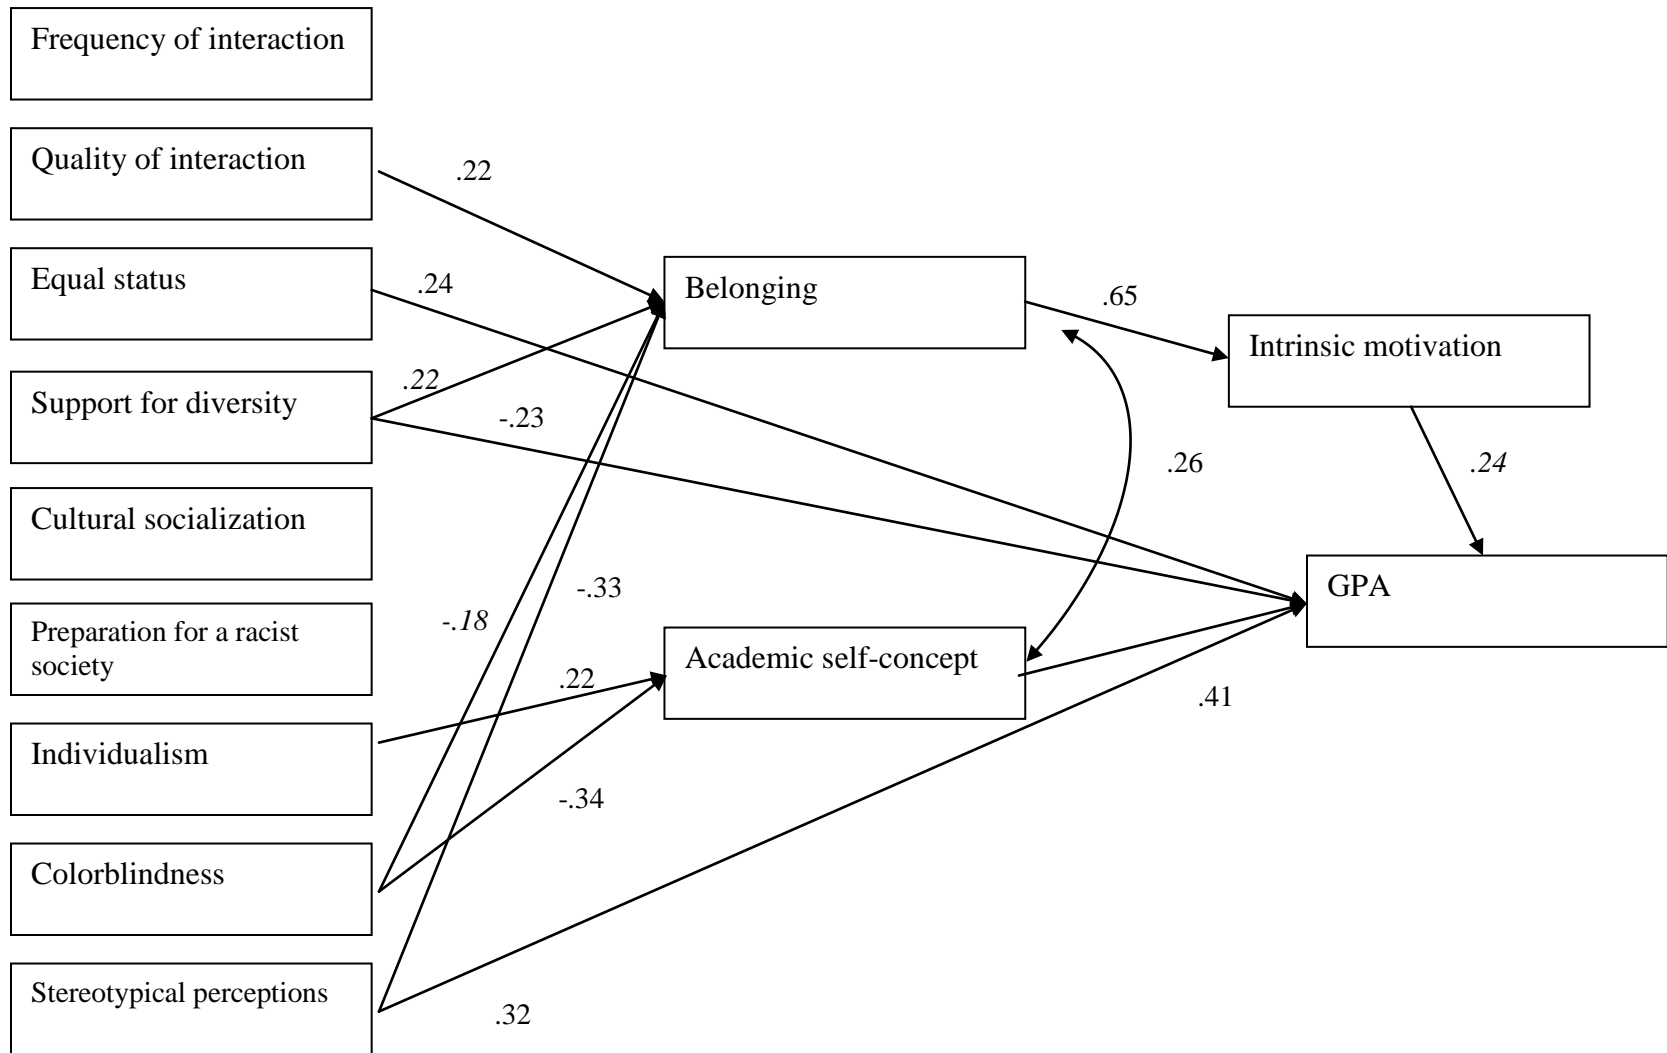 Frequency of interaction
Quality of interaction
.22
Equal status
.24
Belonging
.65
Intrinsic motivation
Support for diversity
.22
-.23
.26
.24
Cultural socialization
-.33
GPA
Preparation for a racist
society
-.18
Academic self-concept
.22
.41
Individualism
-.34
Colorblindness
Stereotypical perceptions
.32